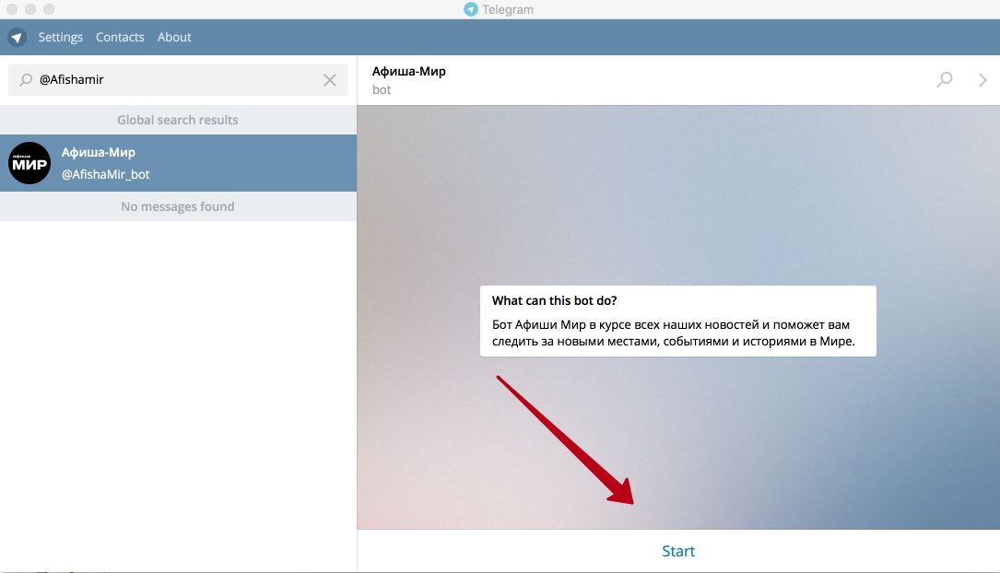 Telegram
Settings Contacts About
@Afishamir
Global search results
афиша
МИР
Афиша-Мир
@AfishaMir_bot
No messages found
Афиша-Мир
bot
What can this bot do?
Бот Афиши Мир в курсе всех наших новостей и поможет вам
следить за новыми местами, событиями и историями в Мире.
Start